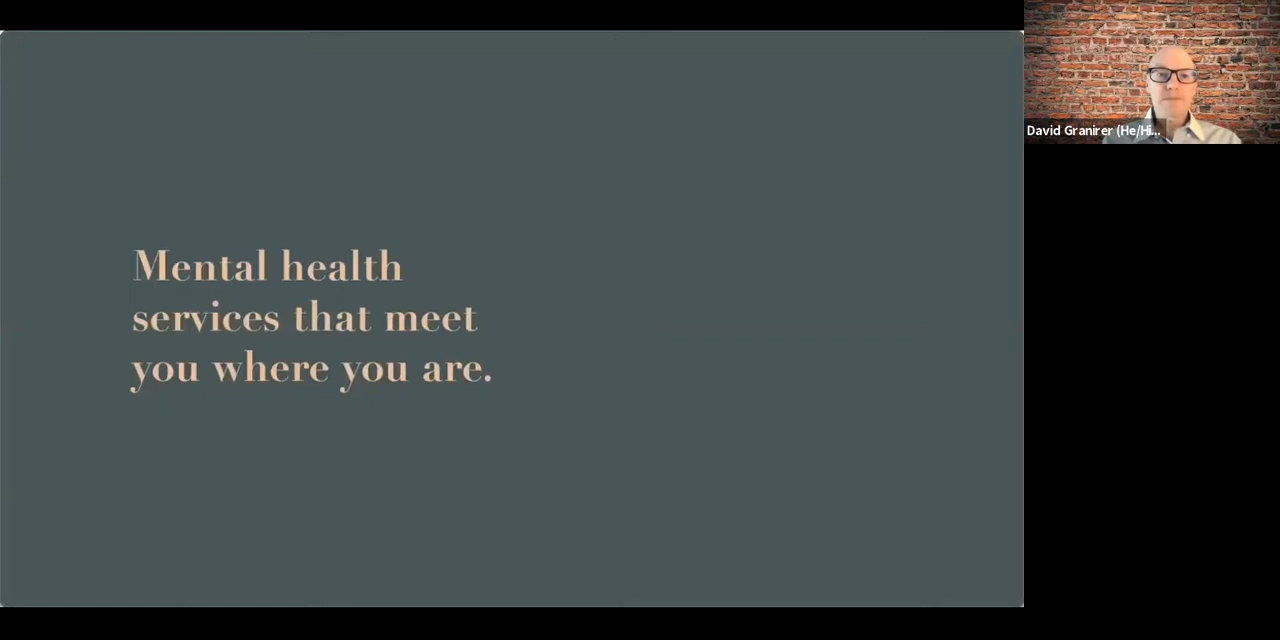 Mental health
services that meet
you where you are.
David Granirer (He/Hi...